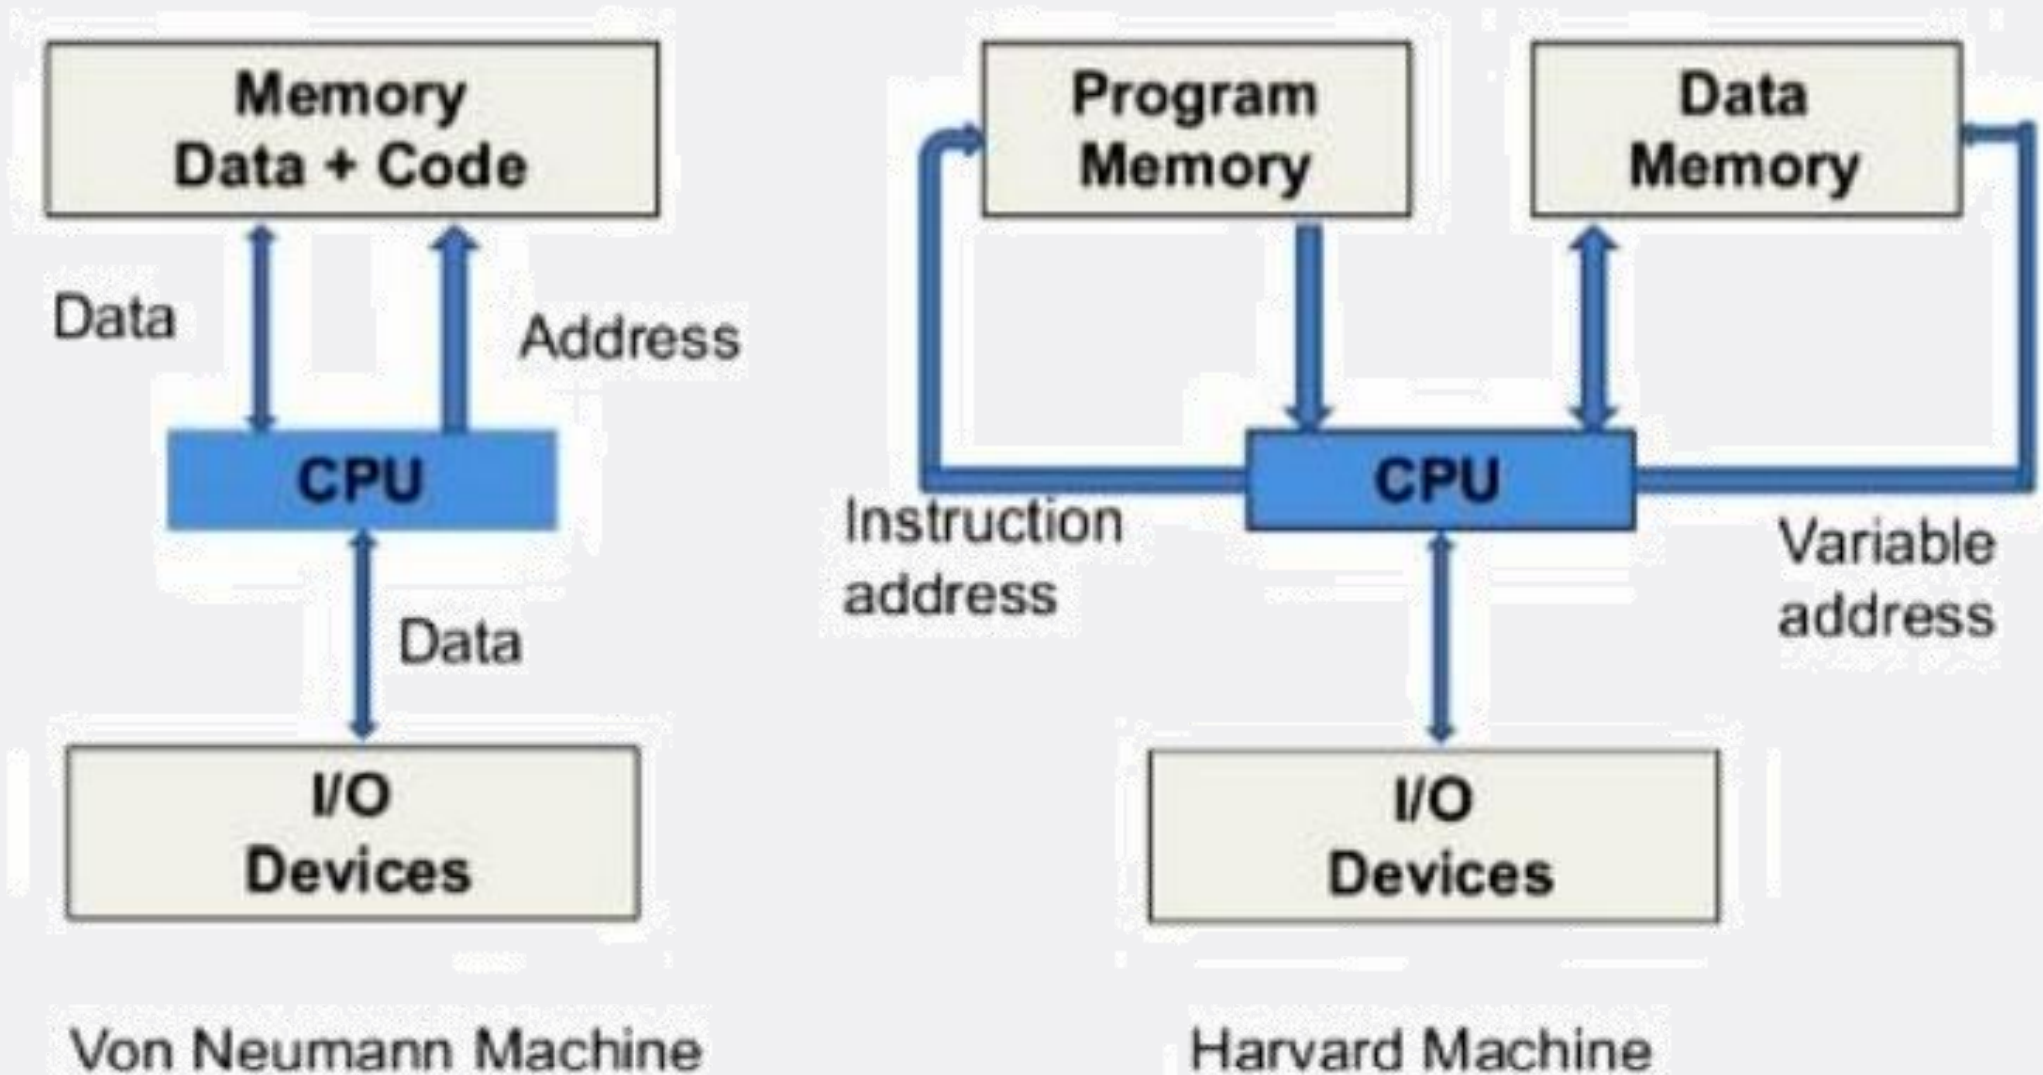 Memory
Data + Code
Data
Address
CPU
Data
I/O
Devices
Von Neumann Machine
Program
Memory
Data
Memory
CPU
Instruction
address
Variable
address
I/O
Devices
Harvard Machine